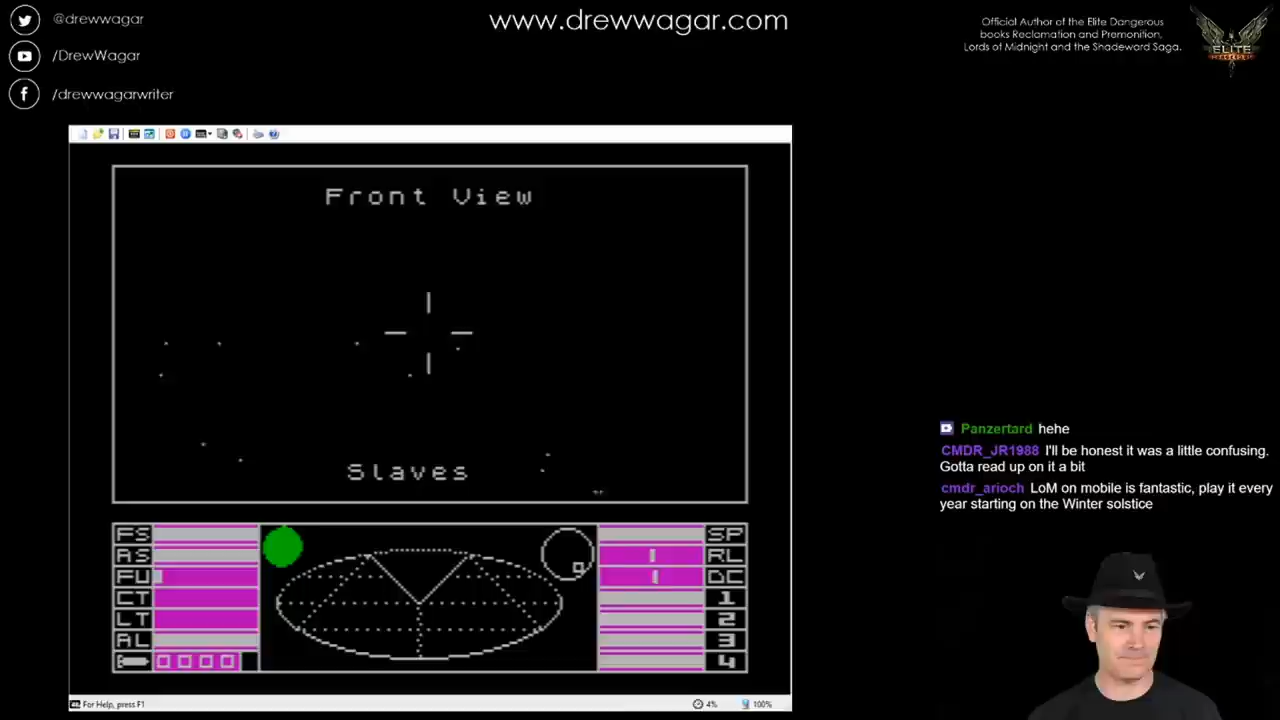 @drewwagar
/DrewWagar
/drewwagarwriter
www.drewwagar.com
Official Author of the Elite Dangerous
books Reclamation and Premonition,
Lords of Midnight and the Shadeward Saga.
ELITE
Front View
Slaves
FS
AS
FU
CT
LT
AL
SP
RL
DC
1
2
3
4
For Help, press F1
4%
100%
Panzertard hehe
CMDR_JR1988 I'll be honest it was a little confusing.
Gotta read up on it a bit
cmdr_arioch LoM on mobile is fantastic, play it every
year starting on the Winter solstice